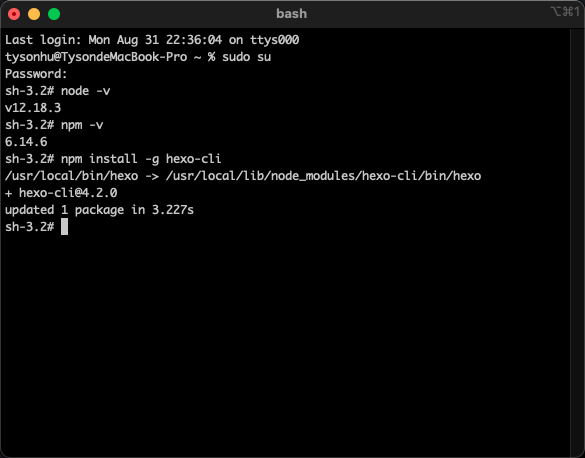 bash
⌥⌘1
Last login: Mon Aug 31 22:36:04 on ttys000
tysonhu@TysondeMacBook-Pro ~ % sudo su
Password:
sh-3.2# node -v
v12.18.3
sh-3.2# npm -v
6.14.6
sh-3.2# npm install -g hexo-cli
/usr/local/bin/hexo -> /usr/local/lib/node_modules/hexo-cli/bin/hexo
+ hexo-cli@4.2.0
updated 1 package in 3.227s
sh-3.2#